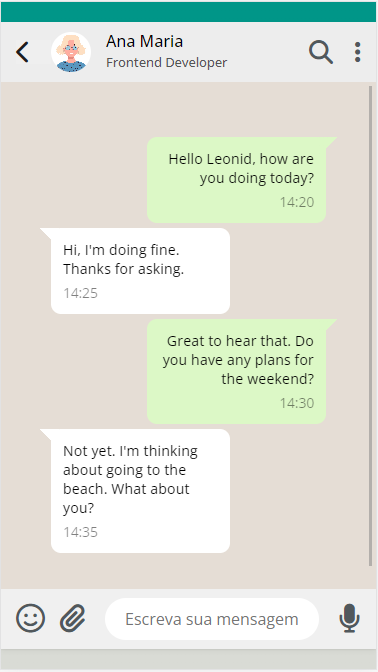 Ana Maria
Frontend Developer
Hello Leonid, how are
you doing today?
14:20
Hi, I'm doing fine.
Thanks for asking.
14:25
Great to hear that. Do
you have any plans for
the weekend?
14:30
Not yet. I'm thinking
about going to the
beach. What about
you?
14:35
Escreva sua mensagem